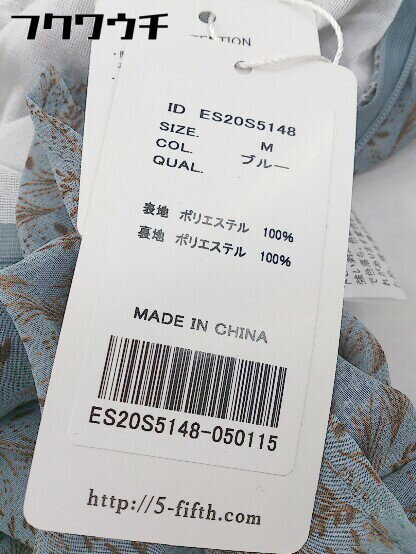 フクワウチ
TENTION
ID ES20S5148
SIZE. M
COL. ブルー
QUAL.
表地 ポリエステル 100%
裏地 ポリエステル 100%
MADE IN CHINA
ES20S5148-050115
http://5-fifth.com